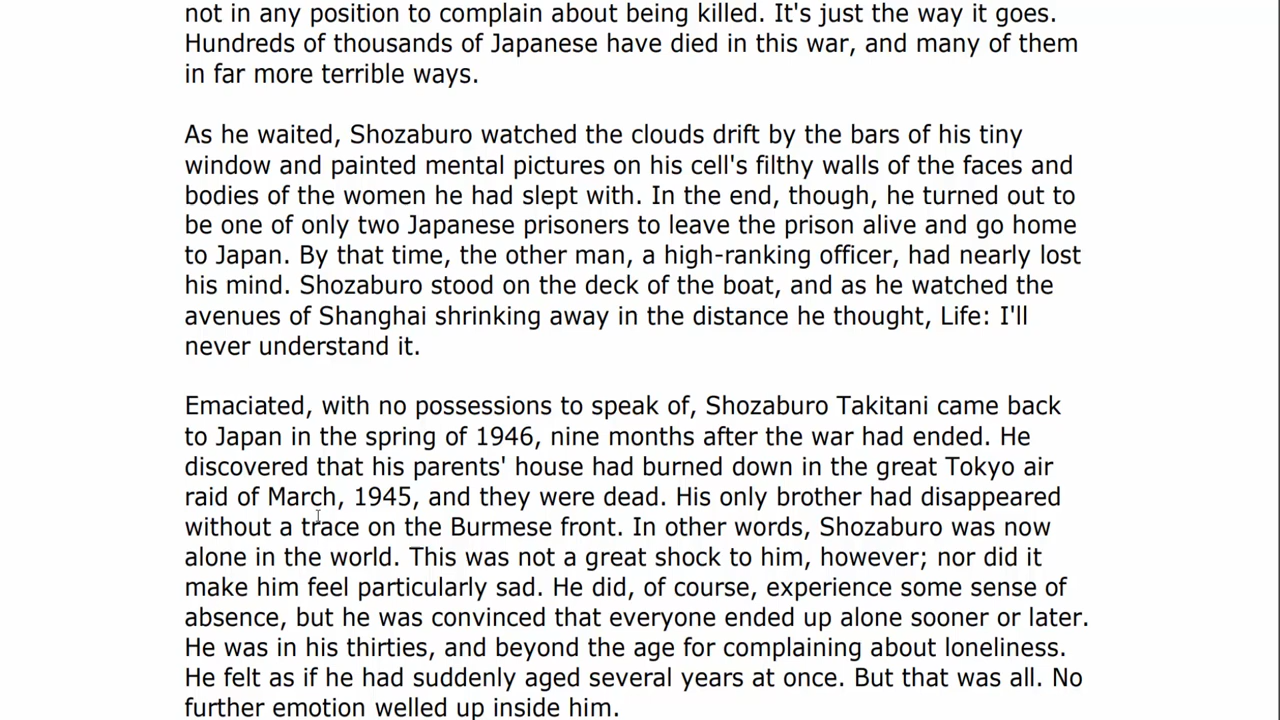 not in any position to complain about being killed. It's just the way it goes.
Hundreds of thousands of Japanese have died in this war, and many of them
in far more terrible ways.
As he waited, Shozaburo watched the clouds drift by the bars of his tiny
window and painted mental pictures on his cell's filthy walls of the faces and
bodies of the women he had slept with. In the end, though, he turned out to
be one of only two Japanese prisoners to leave the prison alive and go home
to Japan. By that time, the other man, a high-ranking officer, had nearly lost
his mind. Shozaburo stood on the deck of the boat, and as he watched the
avenues of Shanghai shrinking away in the distance he thought, Life: I'll
never understand it.
Emaciated, with no possessions to speak of, Shozaburo Takitani came back
to Japan in the spring of 1946, nine months after the war had ended. He
discovered that his parents' house had burned down in the great Tokyo air
raid of March, 1945, and they were dead. His only brother had disappeared
without a trace on the Burmese front. In other words, Shozaburo was now
alone in the world. This was not a great shock to him, however; nor did it
make him feel particularly sad. He did, of course, experience some sense of
absence, but he was convinced that everyone ended up alone sooner or later.
He was in his thirties, and beyond the age for complaining about loneliness.
He felt as if he had suddenly aged several years at once. But that was all. No
further emotion welled up inside him.